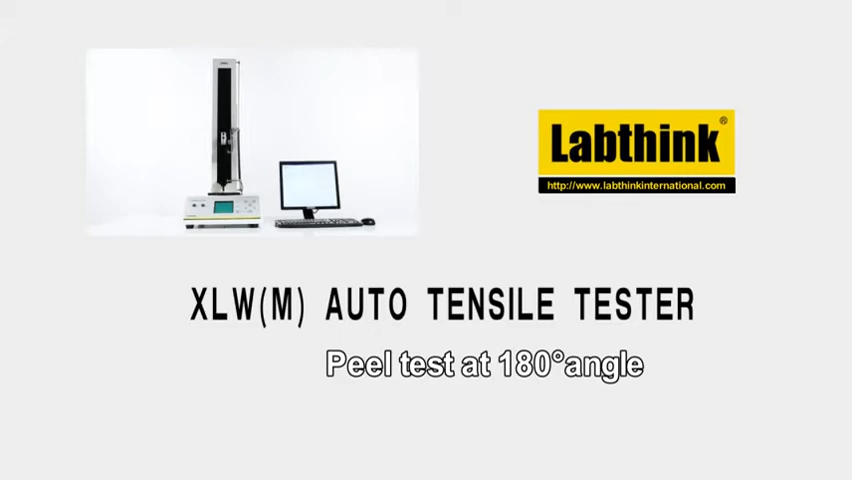 Labthink®
http://www.labthinkinternational.com
XLW(M) AUTO TENSILE TESTER
Peel test at 180°angle